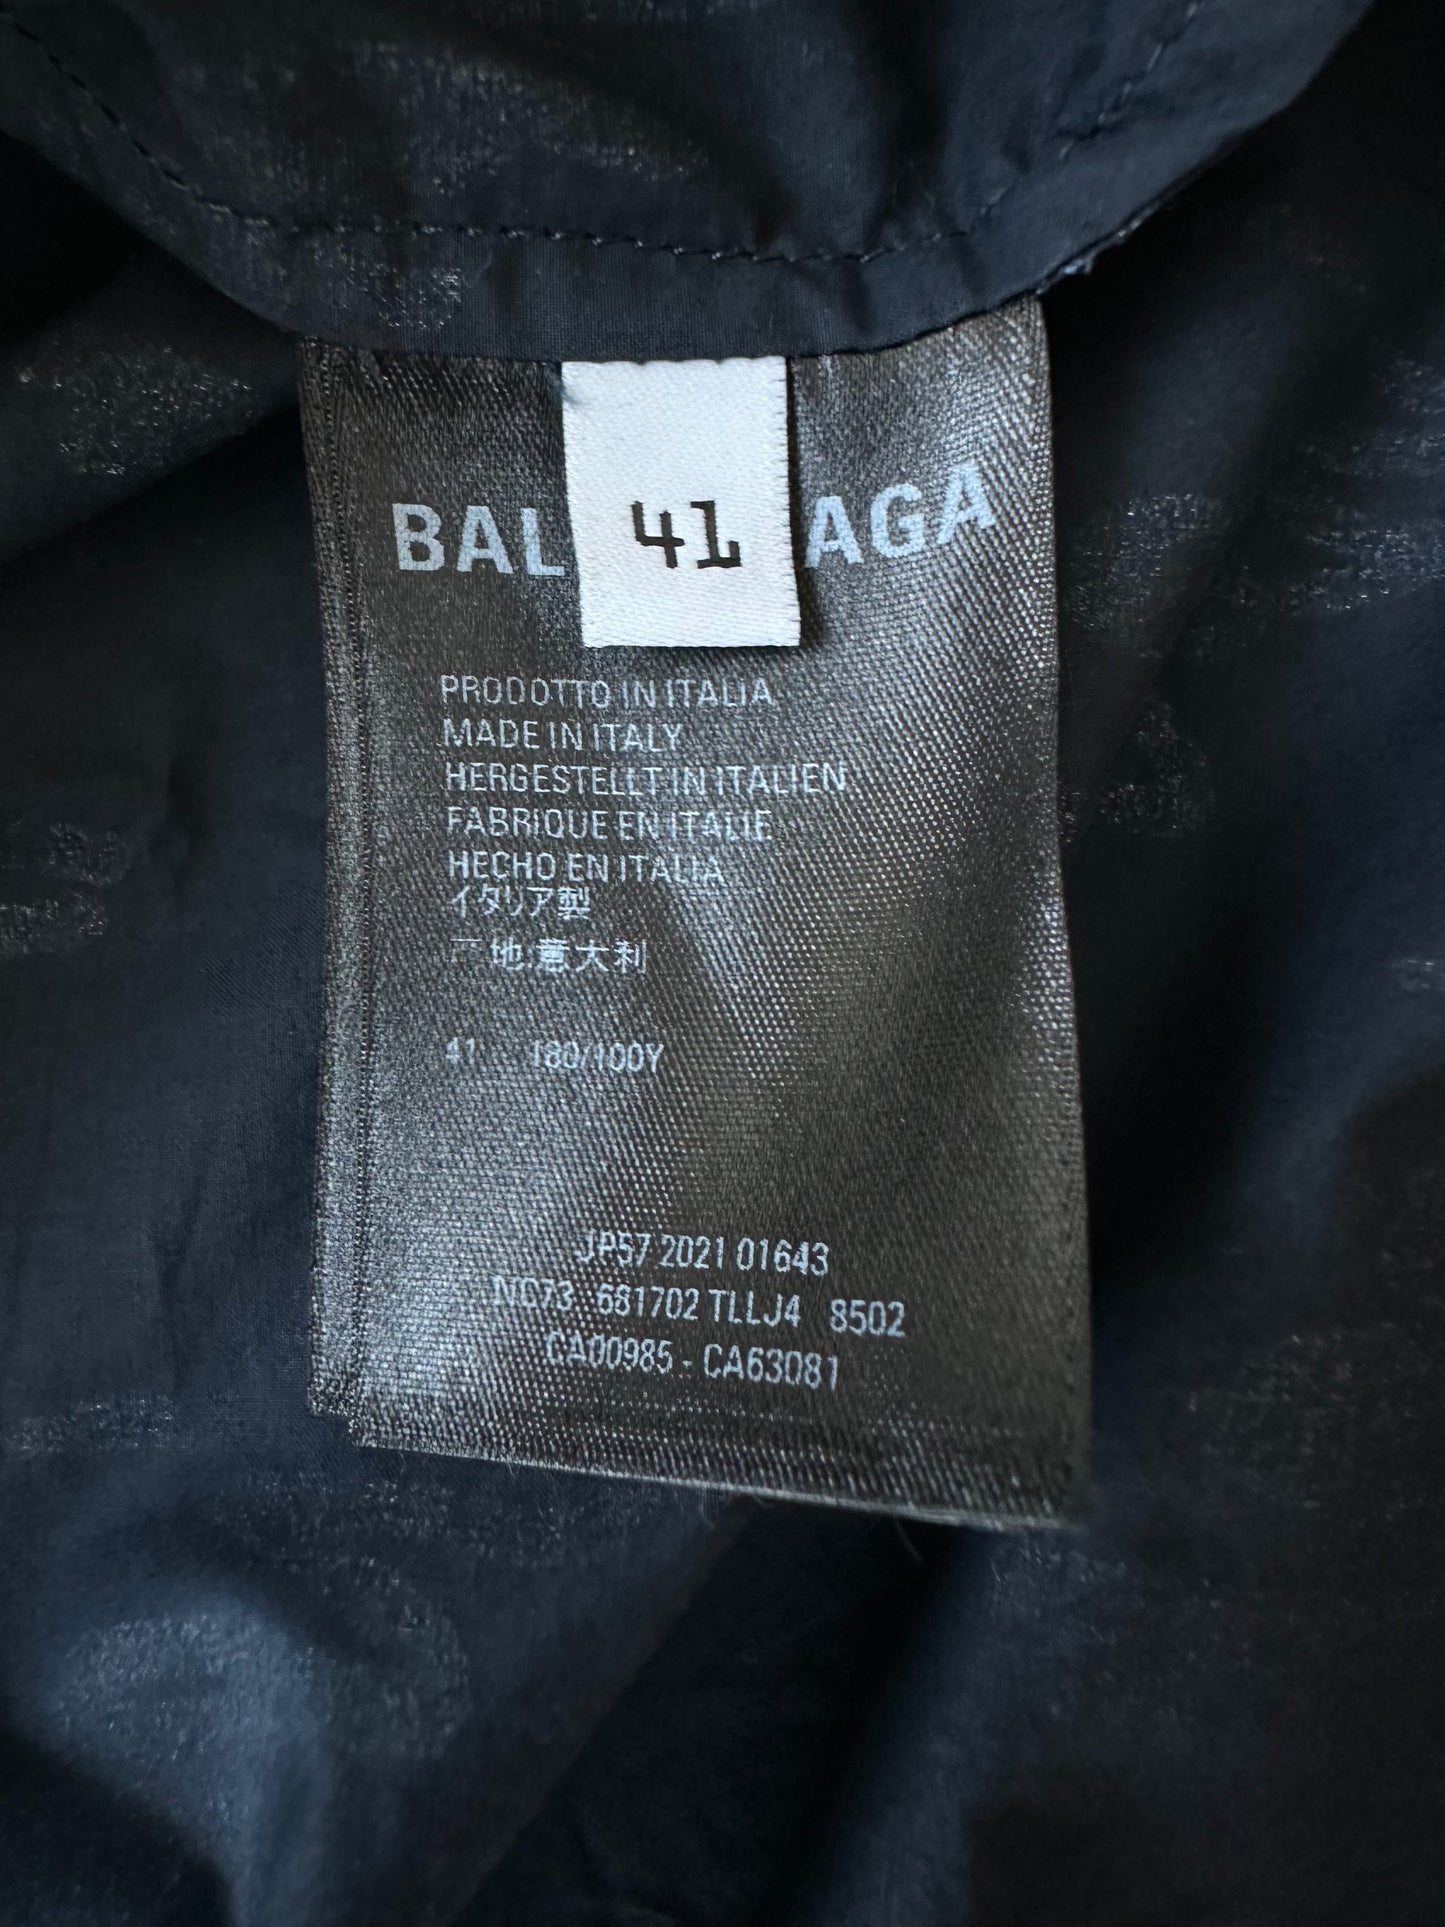 BAL 41 AGA
PRODOTTO IN ITALIA
MADE IN ITALY
HERGESTELLT IN ITALIEN
FABRIQUE EN ITALIE
HECHO EN ITALIA
イタリア製
产地:意大利
41 180/100Y
JP57 2021 01643
NC73 681702 TLLJ4 8502
CA00985 - CA63081